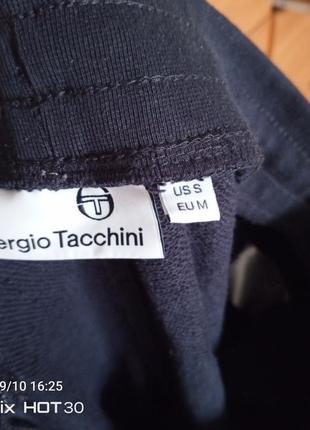 US S
EU M
ergio Tacchini
9/10 16:25
ix HOT30